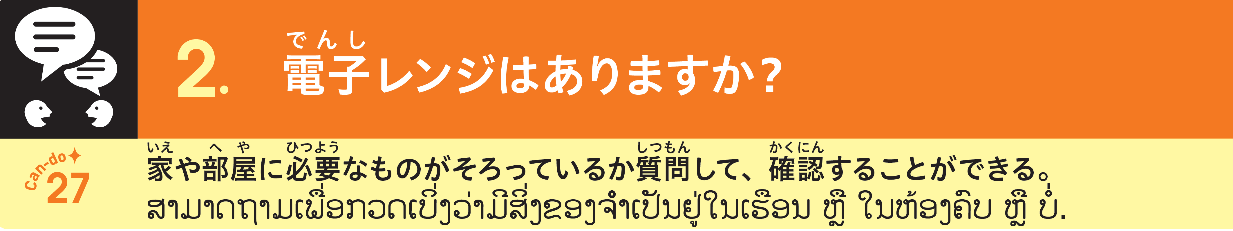 でんし
2. 電子レンジはありますか？
Can-do
27
いえ へや ひつよう しつもん かくにん
家や部屋に必要なものがそろっているか質問して、確認することができる。
ສາມາດຖາມເພື່ອກວດເບິ່ງວ່າມີສິ່ງຂອງຈຳເປັນຢູ່ໃນເຮືອນ ຫຼື ໃນຫ້ອງຄົບ ຫຼື ບໍ່.